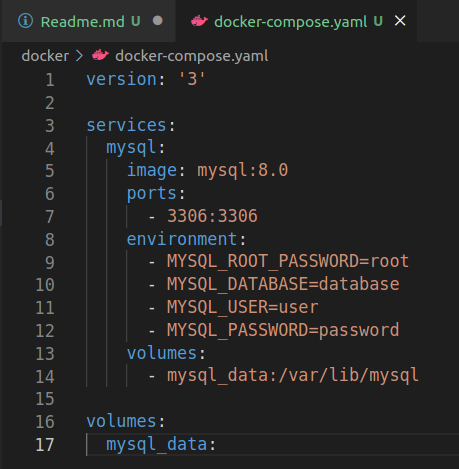 Readme.md U
docker-compose.yaml U
docker > docker-compose.yaml
1 version: '3'
2
3 services:
4   mysql:
5     image: mysql:8.0
6     ports:
7       - 3306:3306
8     environment:
9       - MYSQL_ROOT_PASSWORD=root
10       - MYSQL_DATABASE=database
11       - MYSQL_USER=user
12       - MYSQL_PASSWORD=password
13     volumes:
14       - mysql_data:/var/lib/mysql
15
16 volumes:
17   mysql_data: